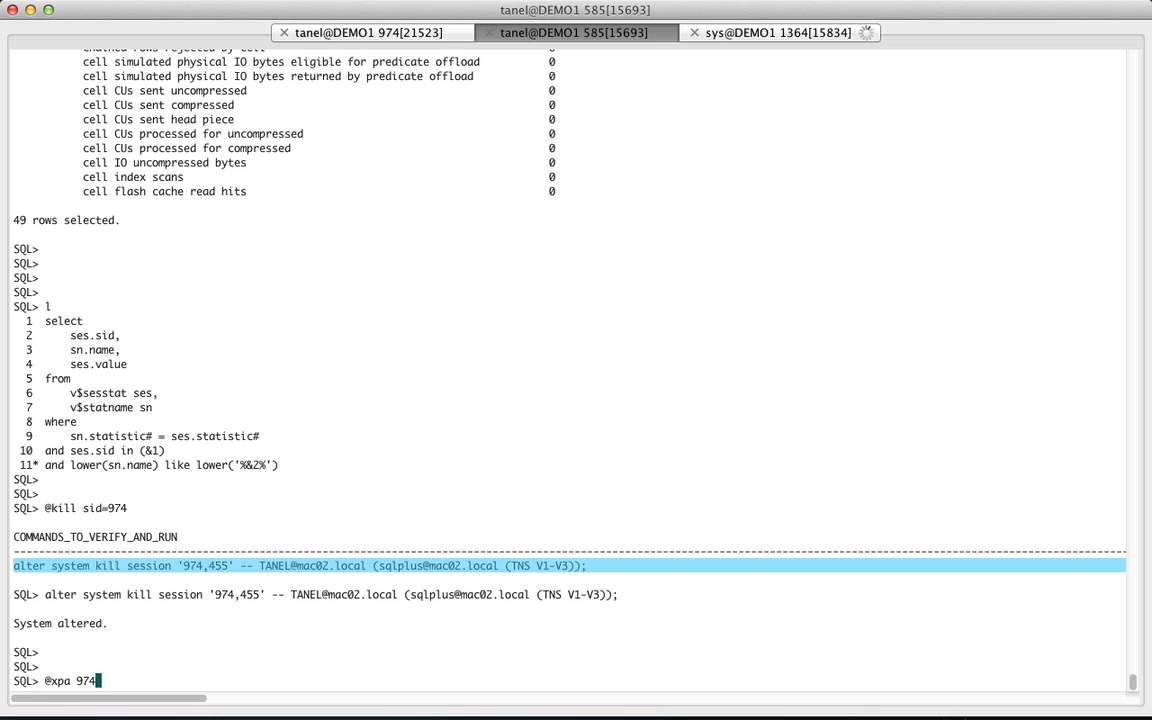 tanel@DEMO1 585[15693]
tanel@DEMO1 974[21523] tanel@DEMO1 585[15693] sys@DEMO1 1364[15834]
chained rows rejected by cell 0
cell simulated physical IO bytes eligible for predicate offload 0
cell simulated physical IO bytes returned by predicate offload 0
cell CUs sent uncompressed 0
cell CUs sent compressed 0
cell CUs sent head piece 0
cell CUs processed for uncompressed 0
cell CUs processed for compressed 0
cell IO uncompressed bytes 0
cell index scans 0
cell flash cache read hits 0
49 rows selected.
SQL>
SQL>
SQL>
SQL>
SQL> l
1 select
2 ses.sid,
3 sn.name,
4 ses.value
5 from
6 v$sesstat ses,
7 v$statname sn
8 where
9 sn.statistic# = ses.statistic#
10 and ses.sid in (&1)
11* and lower(sn.name) like lower('%&2%')
SQL>
SQL>
SQL> @kill sid=974
COMMANDS_TO_VERIFY_AND_RUN
alter system kill session '974,455' -- TANEL@mac02.local (sqlplus@mac02.local (TNS V1-V3));
SQL> alter system kill session '974,455' -- TANEL@mac02.local (sqlplus@mac02.local (TNS V1-V3));
System altered.
SQL>
SQL>
SQL> @xpa 974